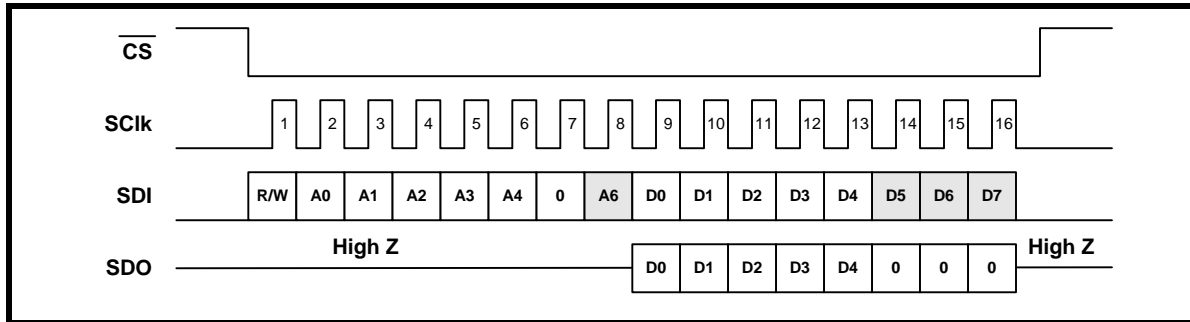 CS
SClk 1 2 3 4 5 6 7 8 9 10 11 12 13 14 15 16
SDI R/W A0 A1 A2 A3 A4 0 A6 D0 D1 D2 D3 D4 D5 D6 D7
High Z High Z
SDO D0 D1 D2 D3 D4 0 0 0